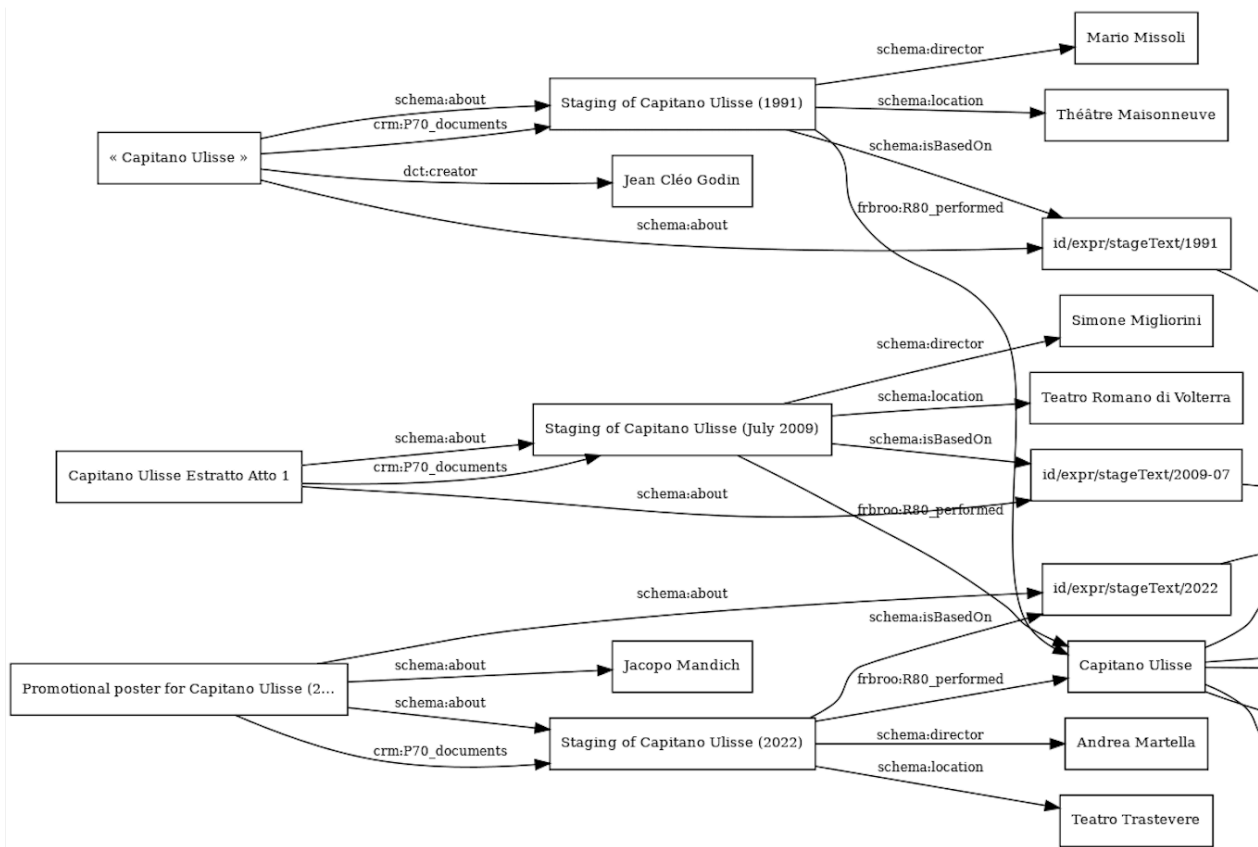 Mario Missoli
schema:director
schema:about
Staging of Capitano Ulisse (1991)
schema:location
Théâtre Maisonneuve
crm:P70_documents
« Capitano Ulisse »
schema:isBasedOn
dct:creator
Jean Cléo Godin
frbroo:R80_performed
schema:about
id/expr/stageText/1991
Simone Migliorini
schema:director
schema:location
Teatro Romano di Volterra
Staging of Capitano Ulisse (July 2009)
schema:about
schema:isBasedOn
crm:P70_documents
Capitano Ulisse Estratto Atto 1
id/expr/stageText/2009-07
schema:about
frbroo:R80_performed
schema:about
id/expr/stageText/2022
schema:isBasedOn
schema:about
Jacopo Mandich
Capitano Ulisse
frbroo:R80_performed
Promotional poster for Capitano Ulisse (2...
schema:about
schema:director
Staging of Capitano Ulisse (2022)
Andrea Martella
crm:P70_documents
schema:location
Teatro Trastevere